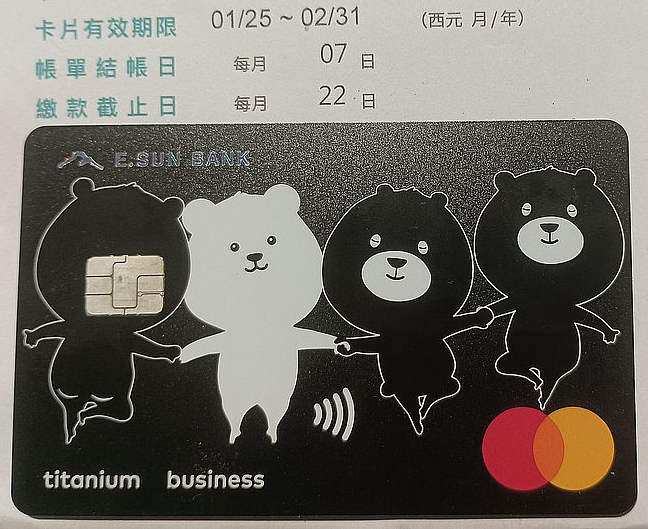 卡片有效期限 01/25 ~ 02/31 (西元 月/年)
帳單結帳日 每月 07 日
繳款截止日 每月 22 日
E.SUN BANK
titanium business